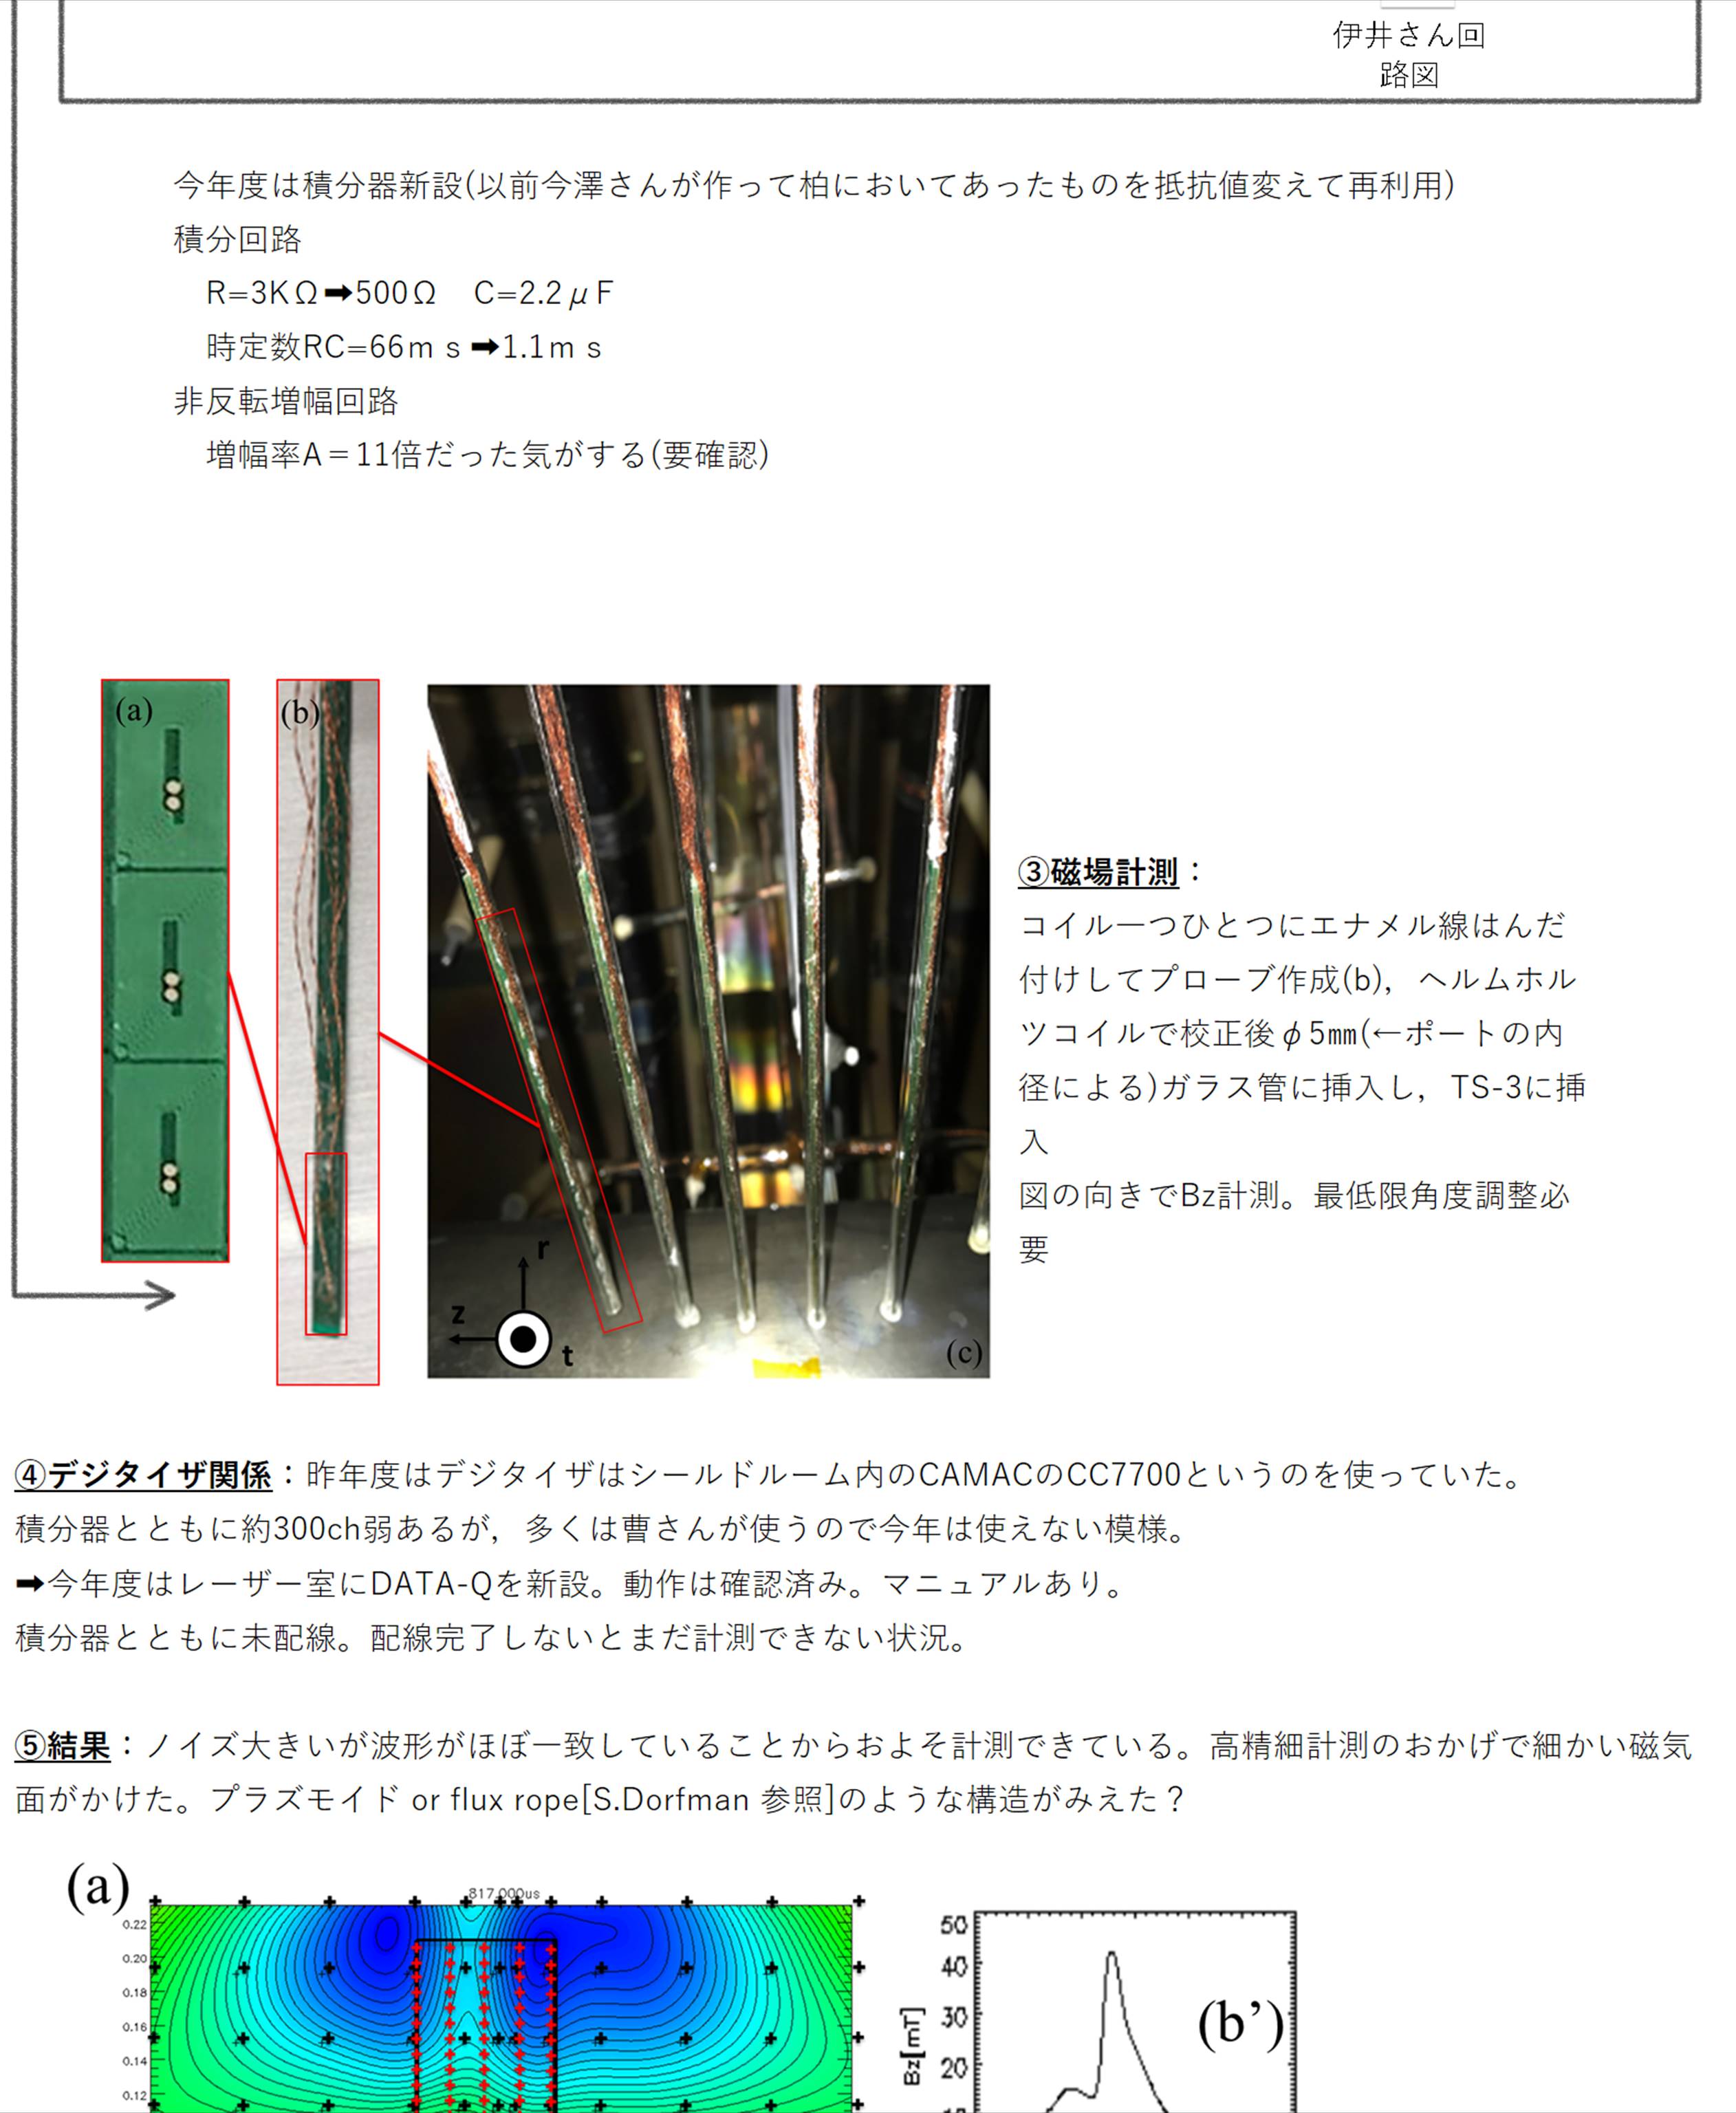 伊井さん回
路図
今年度は積分器新設(以前今澤さんが作って柏においてあったものを抵抗値変えて再利用)
積分回路
R=3KΩ➡500Ω C=2.2μF
時定数RC=66ms➡1.1ms
非反転増幅回路
増幅率A＝11倍だった気がする(要確認)
(a)
(b)
r
z
t
(c)
③磁場計測：
コイル一つひとつにエナメル線はんだ
付けしてプローブ作成(b)，ヘルムホル
ツコイルで校正後φ5㎜(←ポートの内
径による)ガラス管に挿入し，TS-3に挿
入
図の向きでBz計測。最低限角度調整必
要
④デジタイザ関係：昨年度はデジタイザはシールドルーム内のCAMACのCC7700というのを使っていた。
積分器とともに約300ch弱あるが，多くは曹さんが使うので今年は使えない模様。
➡今年度はレーザー室にDATA-Qを新設。動作は確認済み。マニュアルあり。
積分器とともに未配線。配線完了しないとまだ計測できない状況。
⑤結果：ノイズ大きいが波形がほぼ一致していることからおよそ計測できている。高精細計測のおかげで細かい磁気
面がかけた。プラズモイド or flux rope[S.Dorfman 参照]のような構造がみえた？
(a)
817.000us
0.22
0.20
0.18
0.16
0.14
0.12
50
40
30
20
Bz[mT]
(b’)